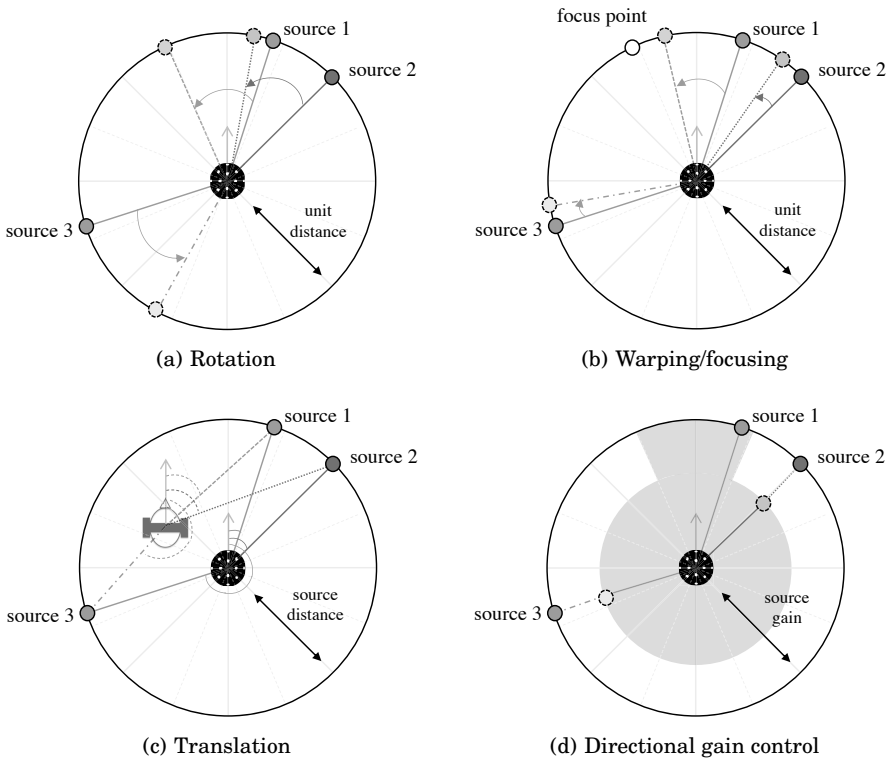 source 1
source 2
source 3
unit
distance
(a) Rotation
focus point
source 1
source 2
source 3
unit
distance
(b) Warping/focusing
source 1
source 2
source 3
source
distance
(c) Translation
source 1
source 2
source 3
source
gain
(d) Directional gain control